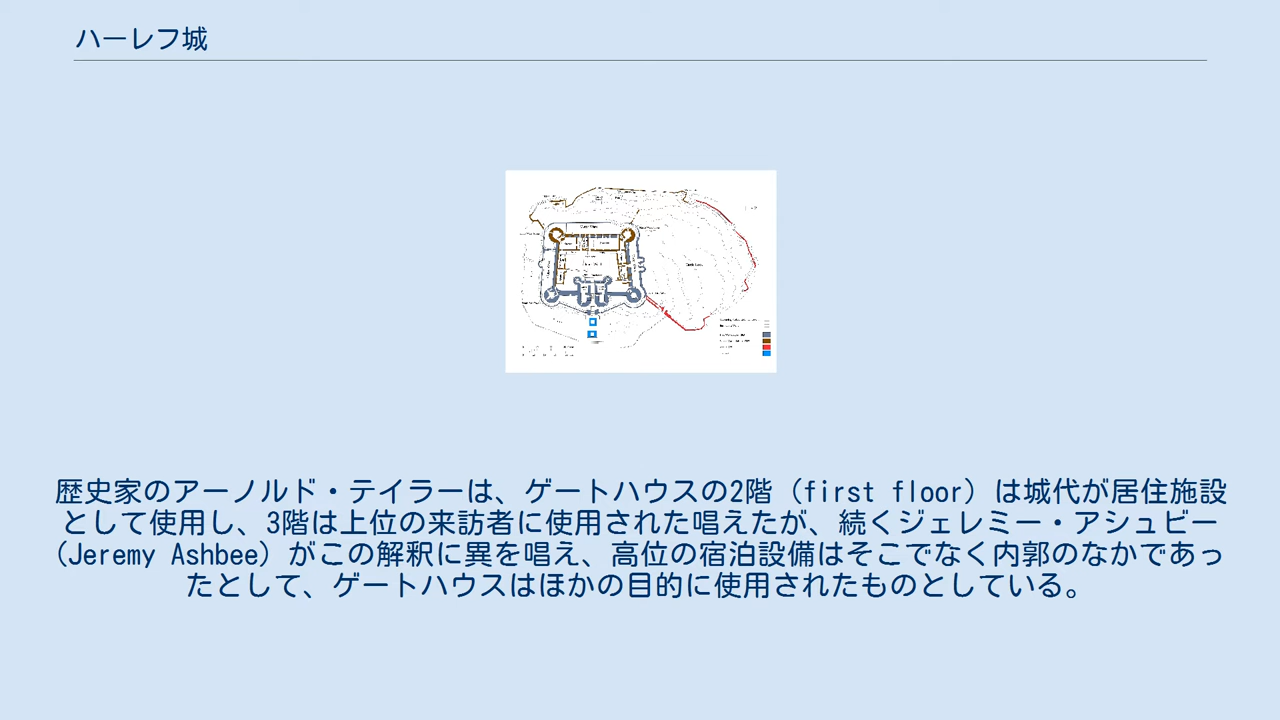 ハーレフ城
歴史家のアーノルド・テイラーは、ゲートハウスの2階（first floor）は城代が居住施設
として使用し、3階は上位の来訪者に使用された唱えたが、続くジェレミー・アシュビー
（Jeremy Ashbee）がこの解釈に異を唱え、高位の宿泊設備はそこでなく内郭のなかであっ
たとして、ゲートハウスはほかの目的に使用されたものとしている。